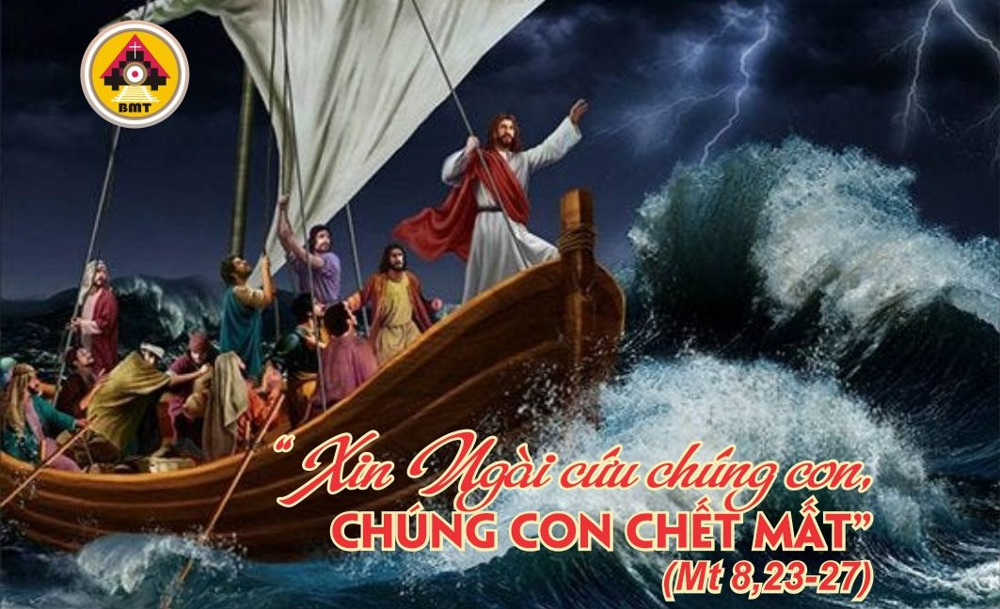 BMT
“Xin Ngài cứu chúng con,
CHÚNG CON CHẾT MẤT”
(Mt 8,23-27)